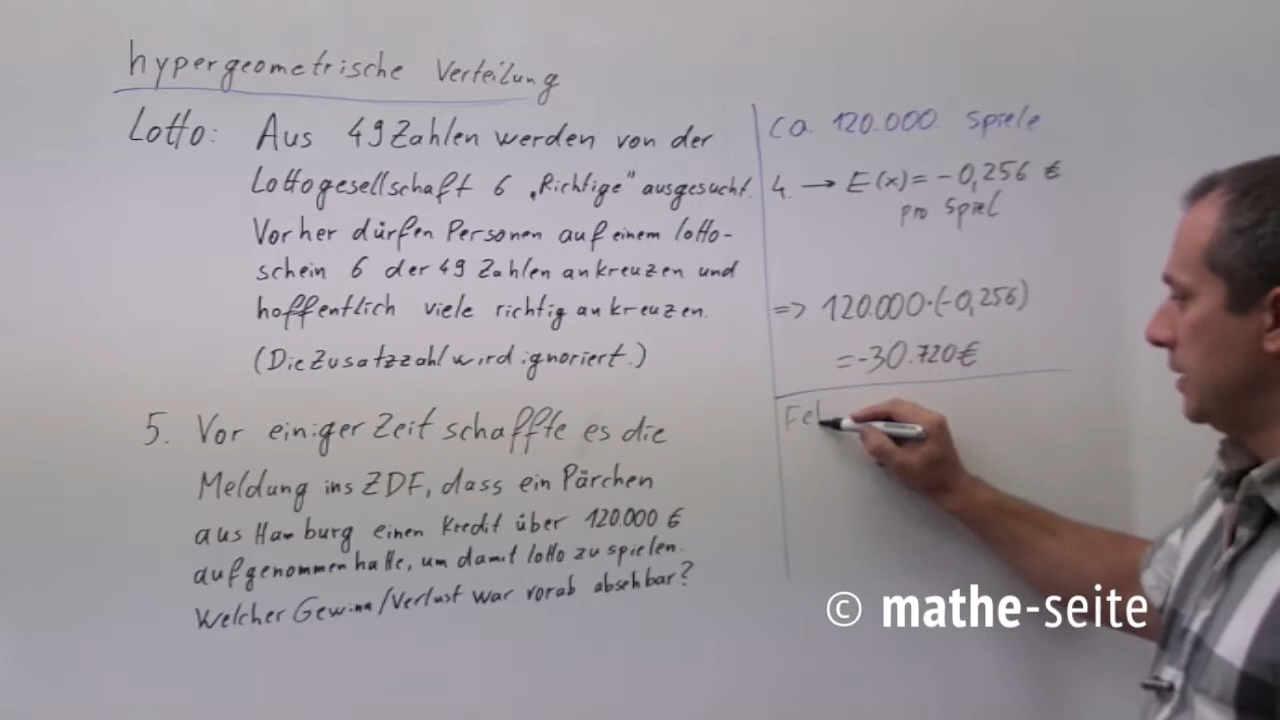 hypergeometrische Verteilung
Lotto: Aus 49 Zahlen werden von der
Lottogesellschaft 6 „Richtige" ausgesucht.
Vorher dürfen Personen auf einem Lotto-
schein 6 der 49 Zahlen ankreuzen und
hoffentlich viele richtig ankreuzen.
(Die Zusatzzahl wird ignoriert.)
5. Vor einiger Zeit schaffte es die
Meldung ins ZDF, dass ein Pärchen
aus Hamburg einen Kredit über 120.000 €
aufgenommen hatte, um damit Lotto zu spielen.
Welcher Gewinn/Verlust war vorab absehbar?
ca. 120.000 Spiele
4. → E(x) = -0,256 €
pro Spiel
=> 120.000·(-0,256)
= -30.720 €
Feh
© mathe-seite